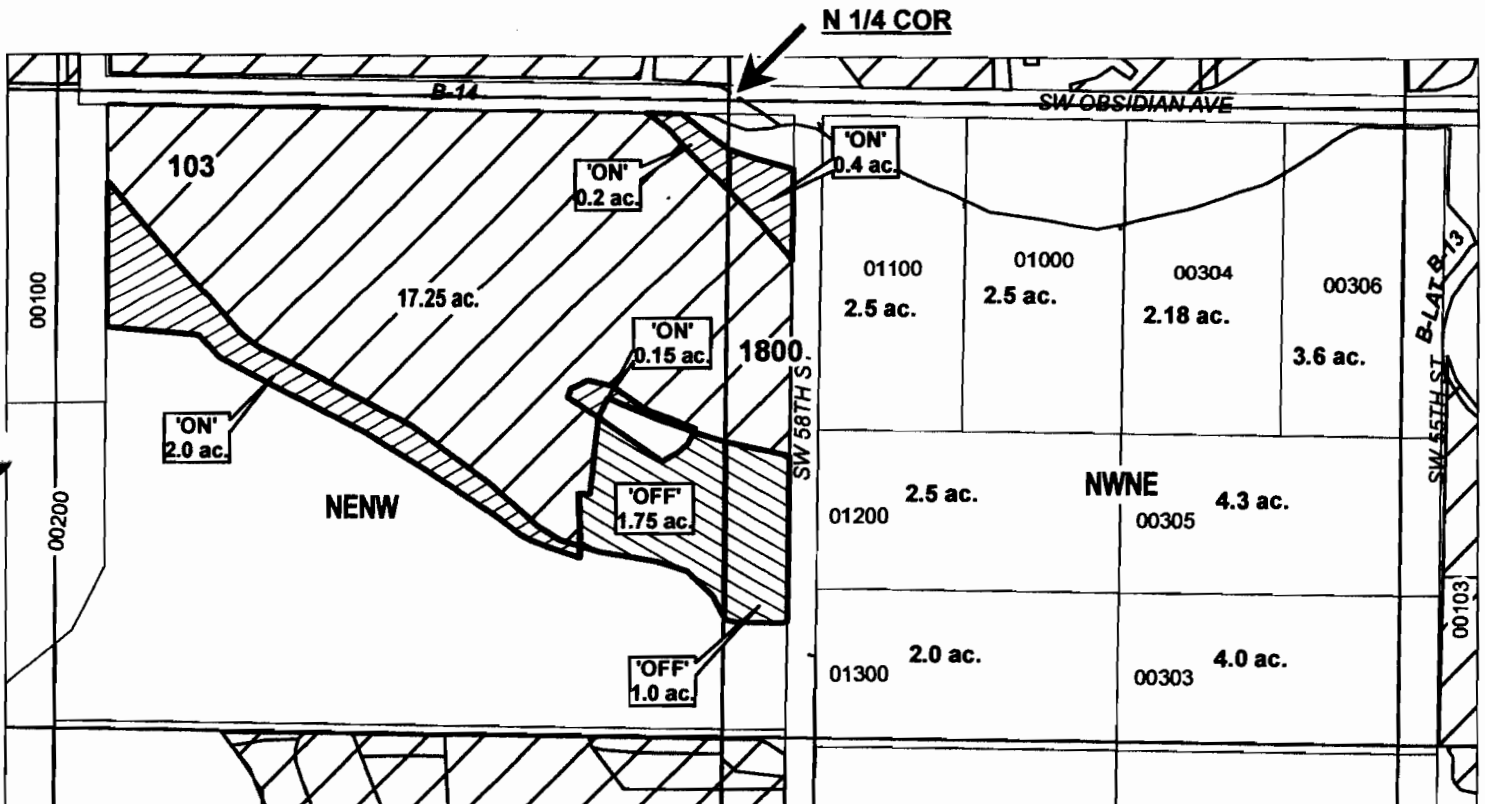 N 1/4 COR
B-14
SW OBSIDIAN AVE
'ON'
0.4 ac.
103
'ON'
0.2 ac.
00100
17.25 ac.
01100
2.5 ac.
01000
2.5 ac.
00304
2.18 ac.
00306
3.6 ac.
B-LAT B-13
'ON'
0.15 ac.
1800
SW 58TH ST
SW 55TH ST
'ON'
2.0 ac.
NENW
00200
'OFF'
1.75 ac.
01200
2.5 ac.
NWNE
00305
4.3 ac.
00103
'OFF'
1.0 ac.
01300
2.0 ac.
00303
4.0 ac.